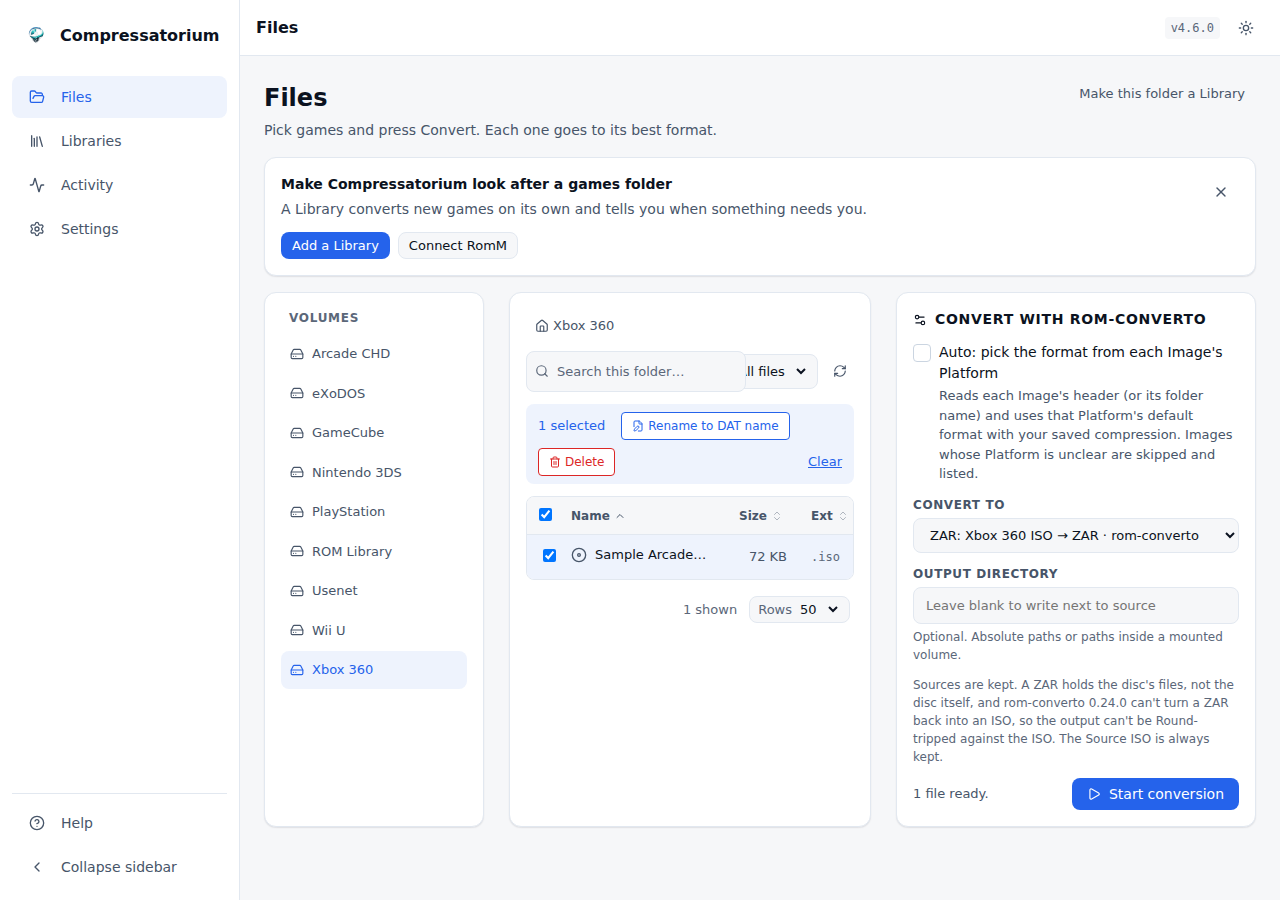 Compressatorium
Files
Libraries
Activity
Settings
Help
Collapse sidebar
Files
v4.6.0
Files
Make this folder a Library
Pick games and press Convert. Each one goes to its best format.
Make Compressatorium look after a games folder
A Library converts new games on its own and tells you when something needs you.
Add a Library
Connect RomM
VOLUMES
Arcade CHD
eXoDOS
GameCube
Nintendo 3DS
PlayStation
ROM Library
Usenet
Wii U
Xbox 360
Xbox 360
Search this folder…
ll files
1 selected
Rename to DAT name
Delete
Clear
Name Size Ext
Sample Arcade… 72 KB .iso
1 shown
Rows 50
CONVERT WITH ROM-CONVERTO
Auto: pick the format from each Image's
Platform
Reads each Image's header (or its folder
name) and uses that Platform's default
format with your saved compression. Images
whose Platform is unclear are skipped and
listed.
CONVERT TO
ZAR: Xbox 360 ISO → ZAR · rom-converto
OUTPUT DIRECTORY
Leave blank to write next to source
Optional. Absolute paths or paths inside a mounted
volume.
Sources are kept. A ZAR holds the disc's files, not the
disc itself, and rom-converto 0.24.0 can't turn a ZAR
back into an ISO, so the output can't be Round-
tripped against the ISO. The Source ISO is always
kept.
1 file ready.
Start conversion